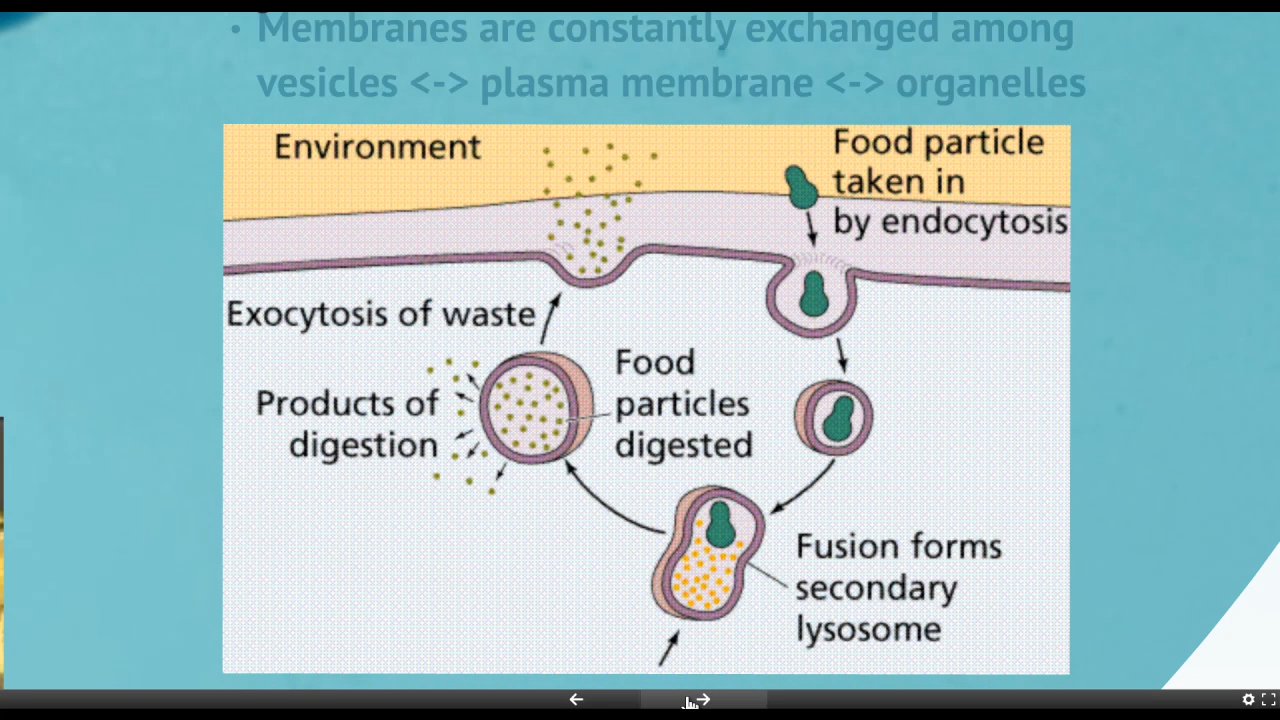 • Membranes are constantly exchanged among
vesicles <-> plasma membrane <-> organelles
Environment
Food particle
taken in
by endocytosis
Exocytosis of waste
Food
particles
digested
Products of
digestion
Fusion forms
secondary
lysosome